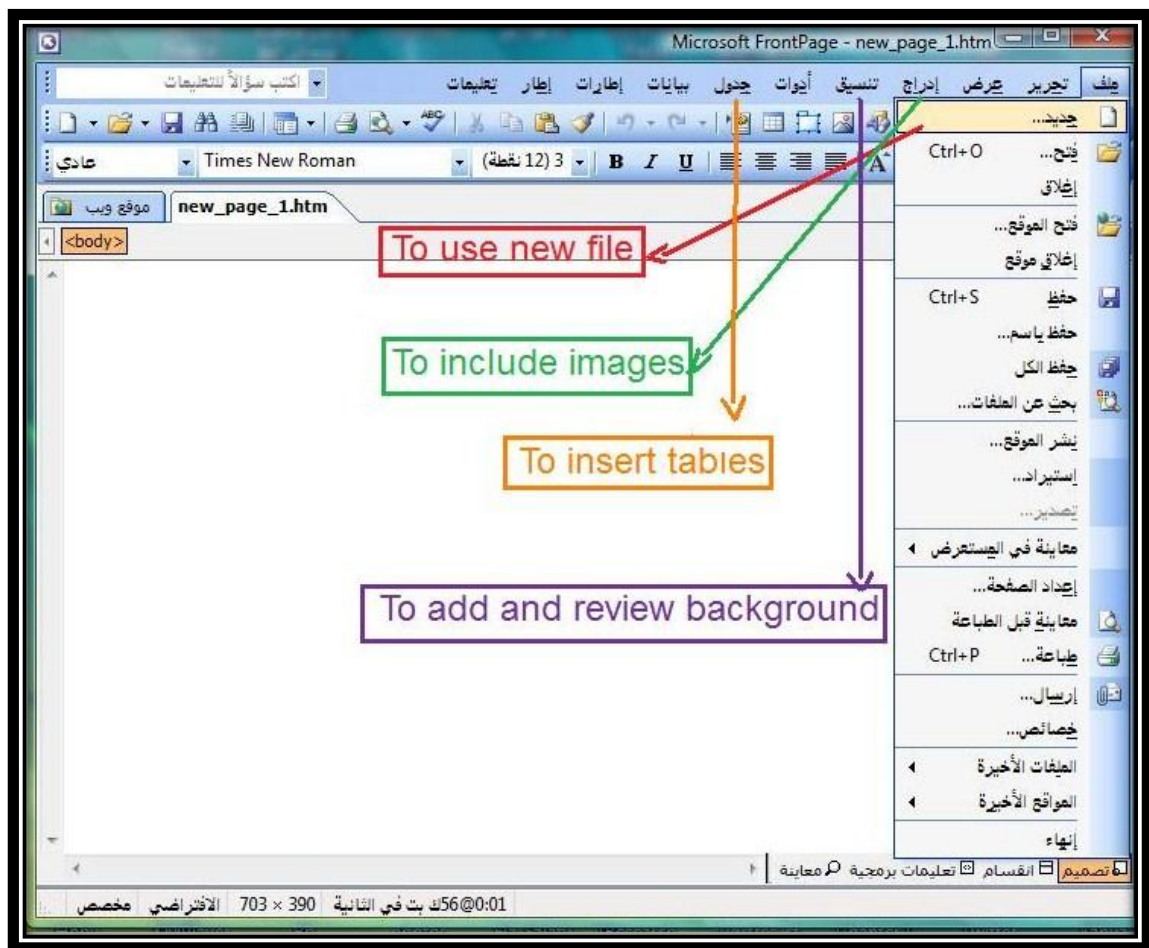 Microsoft FrontPage - new_page_1.htm
ملف تحرير عرض إدراج تنسيق أدوات جدول بيانات إطارات إطار تعليمات اكتب سؤالاً للتعليمات
عادي Times New Roman 3 (12 نقطة) B I U A
موقع ويب new_page_1.htm
<body>
جديد...
فتح... Ctrl+O
إغلاق
فتح الموقع...
إغلاق موقع
حفظ Ctrl+S
حفظ باسم...
حفظ الكل
بحث عن الملفات...
نشر الموقع...
إستيراد...
تصدير...
معاينة في المستعرض
إعداد الصفحة...
معاينة قبل الطباعة
طباعة... Ctrl+P
إرسال...
خصائص...
الملفات الأخيرة
المواقع الأخيرة
إنهاء
To use new file
To include images
To insert tables
To add and review background
تصميم انقسام تعليمات برمجية معاينة
0:01@56ك بت في الثانية 390 × 703 الافتراضي مخصص